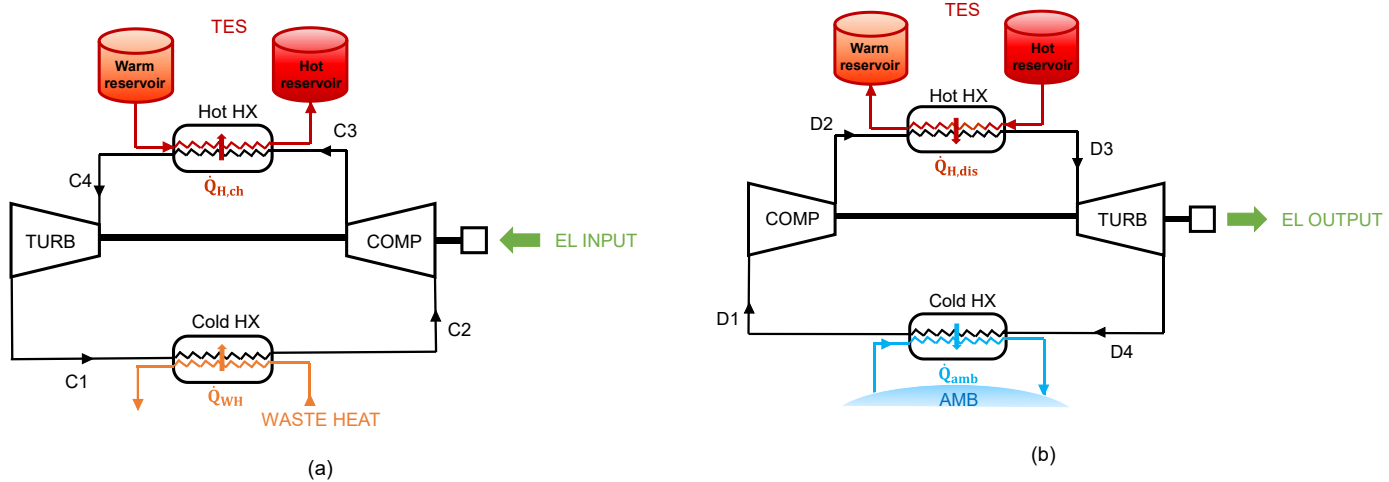 TES
Warm
reservoir
Hot
reservoir
Hot HX
C3
C4
Q̇H,ch
TURB
COMP
EL INPUT
Cold HX
C2
C1
Q̇WH
WASTE HEAT
(a)
TES
Warm
reservoir
Hot
reservoir
Hot HX
D2
D3
Q̇H,dis
COMP
TURB
EL OUTPUT
Cold HX
D1
D4
Q̇amb
AMB
(b)